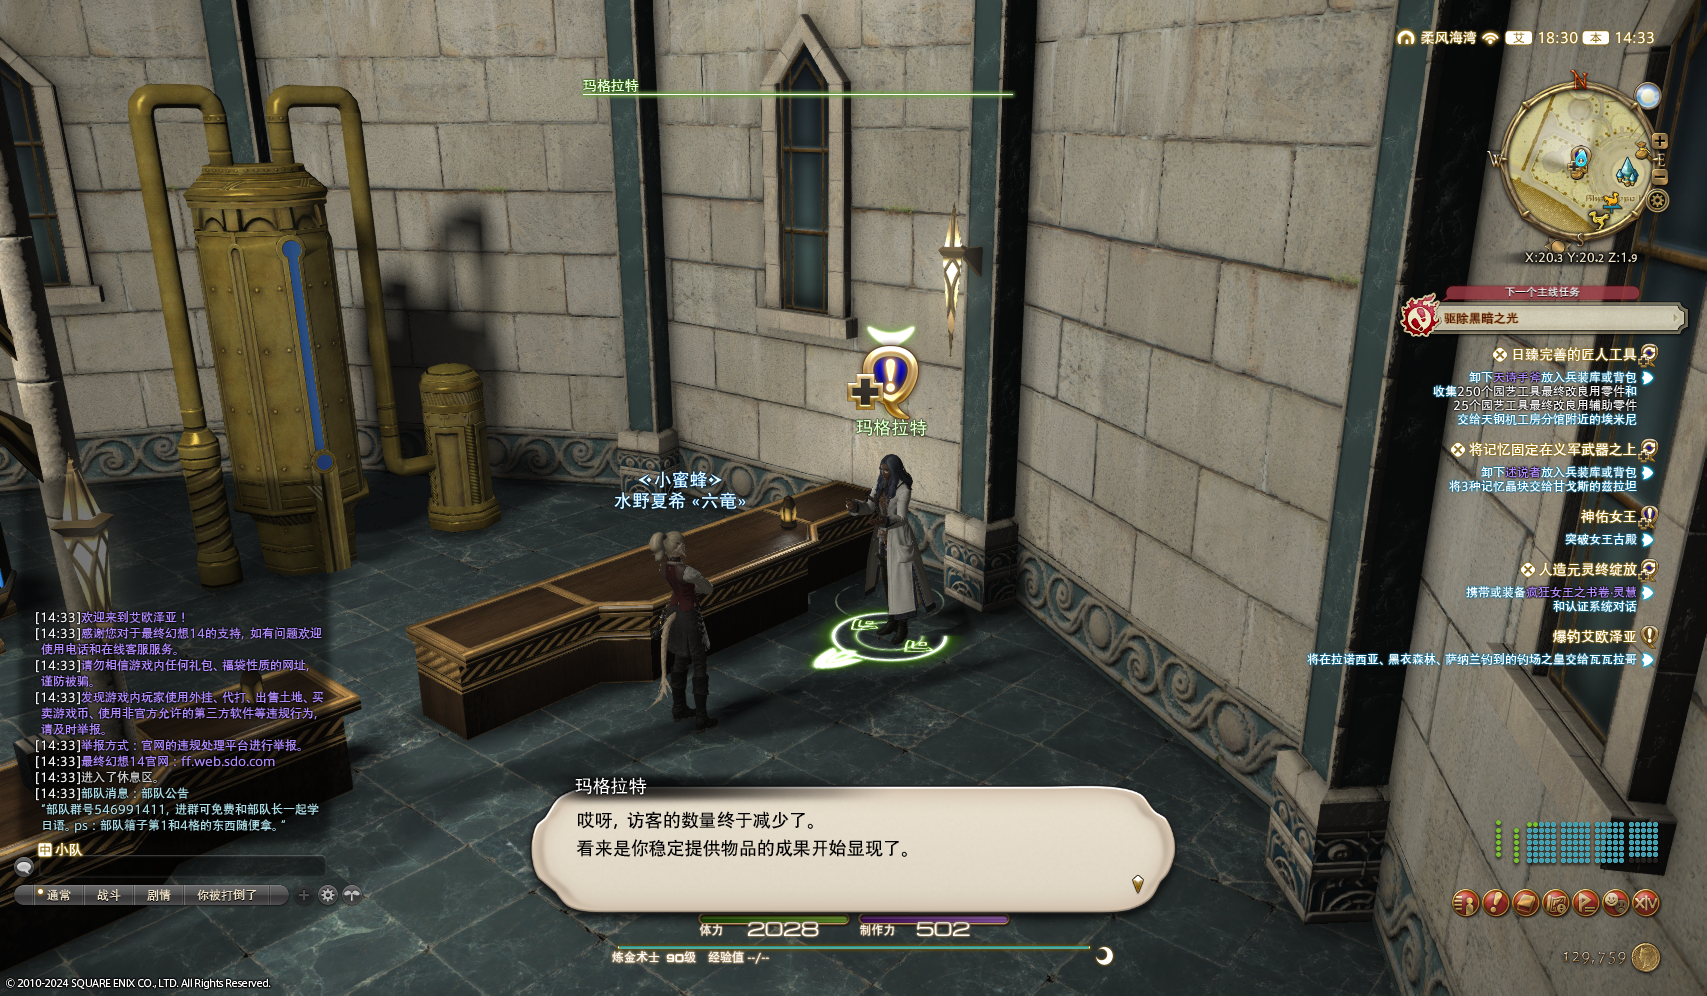 玛格拉特
柔风海湾 艾 18:30 本 14:33
N
W
E
S
X:20.3 Y:20.2 Z:1.9
下一个主线任务
驱除黑暗之光
日臻完善的匠人工具
卸下天诗手斧放入兵装库或背包
收集250个园艺工具最终改良用零件和
25个园艺工具最终改良用辅助零件
交给天钢机工房分馆附近的埃米尼
将记忆固定在义军武器之上
卸下述说者放入兵装库或背包
将3种记忆晶块交给甘戈斯的兹拉坦
神佑女王
突破女王古殿
人造元灵终绽放
携带或装备疯狂女王之书卷·灵慧
和认证系统对话
爆钓艾欧泽亚
将在拉诺西亚、黑衣森林、萨纳兰钓到的钓场之皇交给瓦瓦拉哥
玛格拉特
小蜜蜂
水野夏希 «六竜»
[14:33]欢迎来到艾欧泽亚！
[14:33]感谢您对于最终幻想14的支持, 如有问题欢迎
使用电话和在线客服服务。
[14:33]请勿相信游戏内任何礼包、福袋性质的网址,
谨防被骗。
[14:33]发现游戏内玩家使用外挂、代打、出售土地、买
卖游戏币、使用非官方允许的第三方软件等违规行为,
请及时举报。
[14:33]举报方式：官网的违规处理平台进行举报。
[14:33]最终幻想14官网：ff.web.sdo.com
[14:33]进入了休息区。
[14:33]部队消息：部队公告
“部队群号546991411, 进群可免费和部队长一起学
日语。ps：部队箱子第1和4格的东西随便拿。”
小队
通常 战斗 剧情 你被打倒了
玛格拉特
哎呀, 访客的数量终于减少了。
看来是你稳定提供物品的成果开始显现了。
体力 2028 制作力 502
炼金术士 90级 经验值 --/--
XIV
129,759
© 2010-2024 SQUARE ENIX CO., LTD. All Rights Reserved.